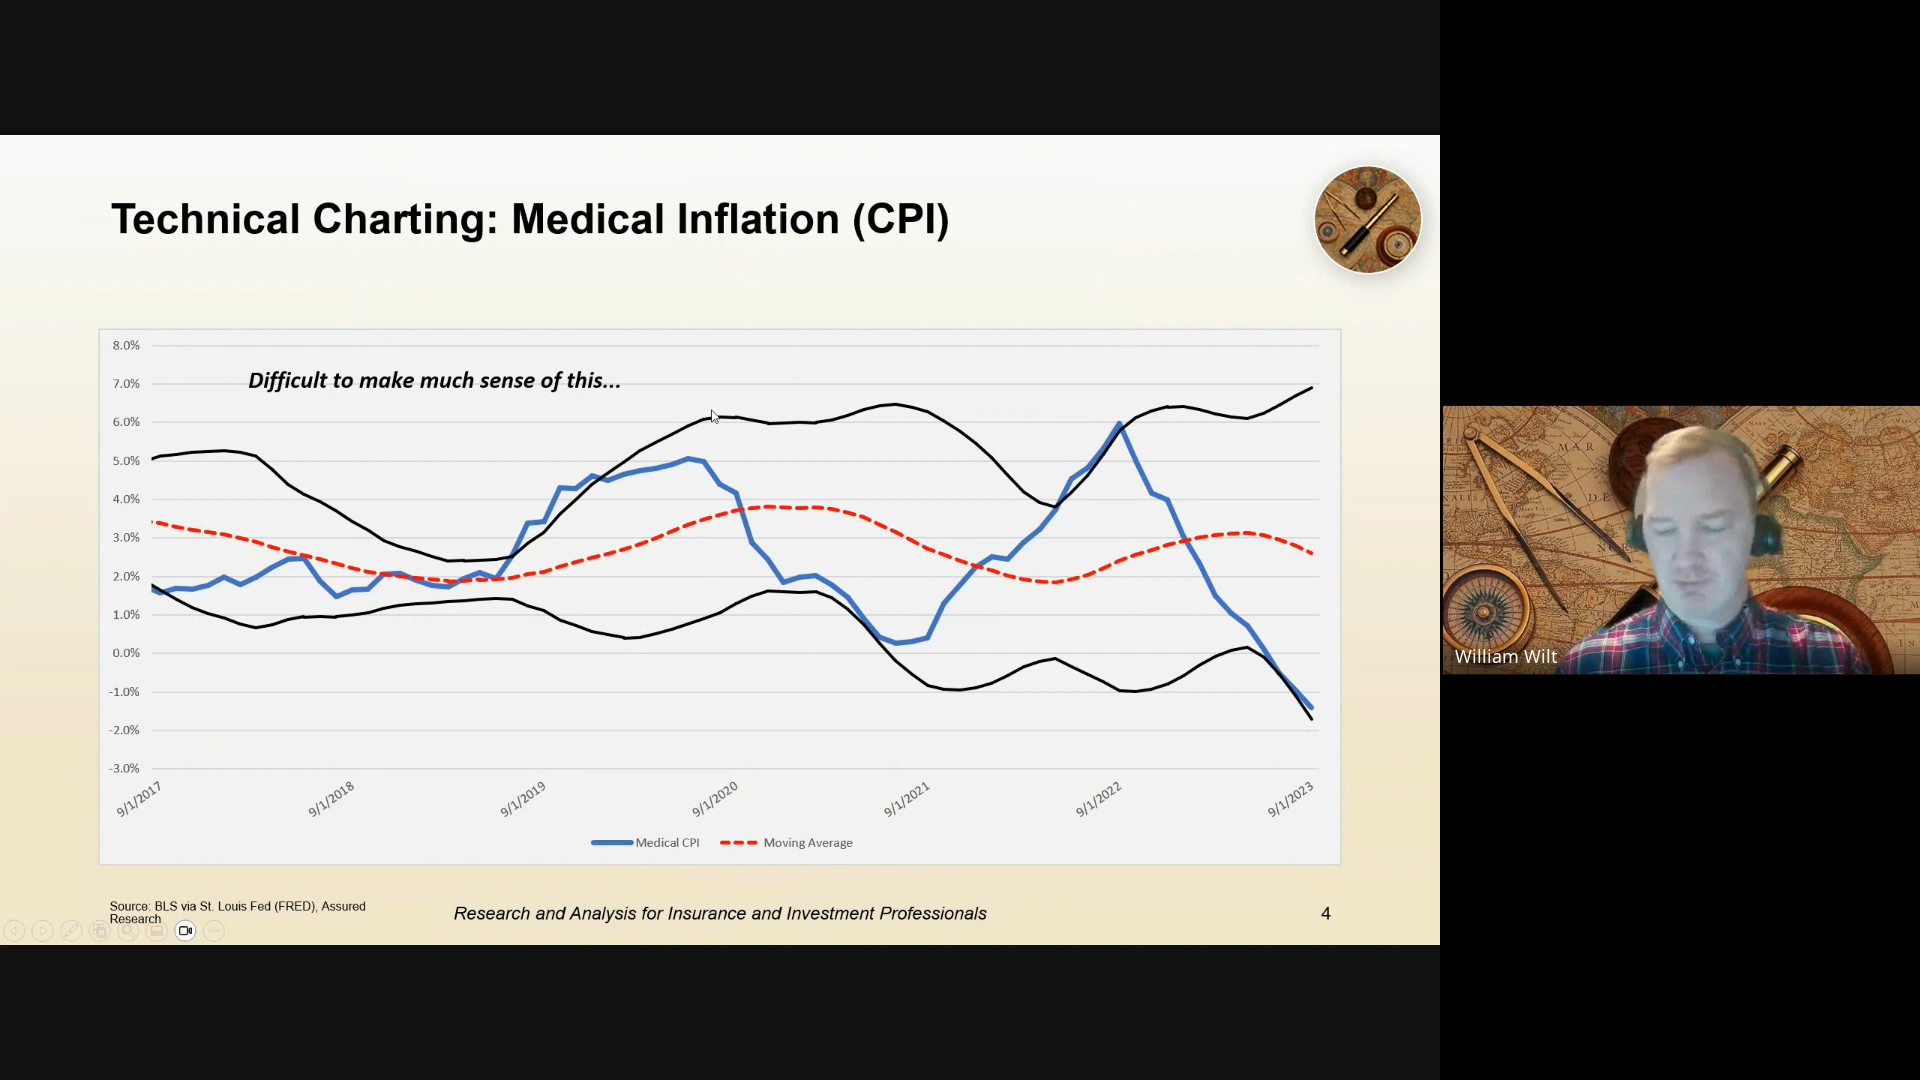 Technical Charting: Medical Inflation (CPI)
Difficult to make much sense of this...
8.0%
7.0%
6.0%
5.0%
4.0%
3.0%
2.0%
1.0%
0.0%
-1.0%
-2.0%
-3.0%
9/1/2017
9/1/2018
9/1/2019
9/1/2020
9/1/2021
9/1/2022
9/1/2023
Medical CPI
Moving Average
Source: BLS via St. Louis Fed (FRED), Assured
Research
Research and Analysis for Insurance and Investment Professionals
4
MAR
William Wilt